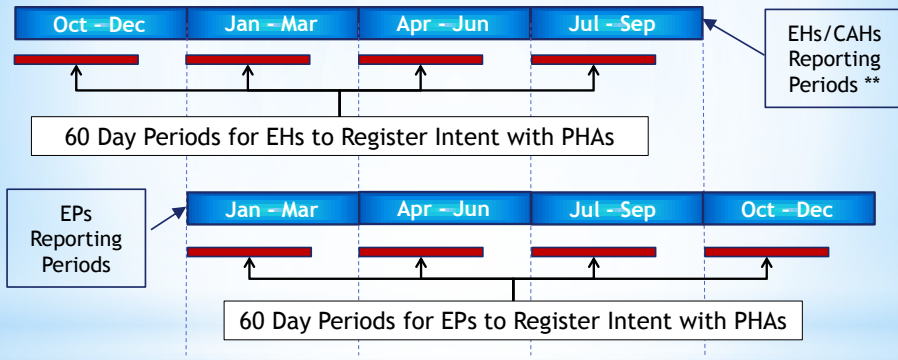 Oct - Dec
Jan - Mar
Apr - Jun
Jul - Sep
EHs/CAHs
Reporting
Periods **
60 Day Periods for EHs to Register Intent with PHAs
EPs
Reporting
Periods
Jan - Mar
Apr - Jun
Jul - Sep
Oct - Dec
60 Day Periods for EPs to Register Intent with PHAs